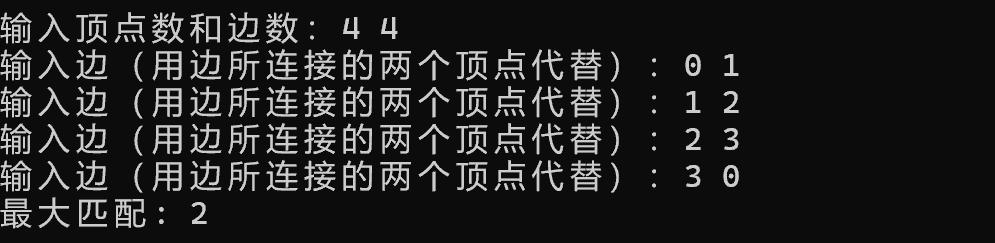 输入顶点数和边数: 4 4
输入边 (用边所连接的两个顶点代替) : 0 1
输入边 (用边所连接的两个顶点代替) : 1 2
输入边 (用边所连接的两个顶点代替) : 2 3
输入边 (用边所连接的两个顶点代替) : 3 0
最大匹配: 2